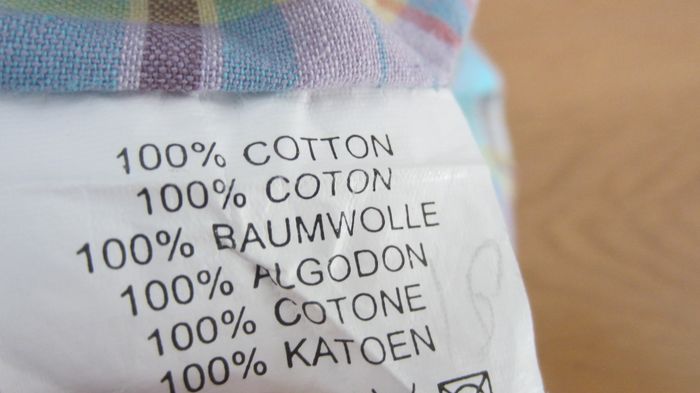 100% COTTON
100% COTON
100% BAUMWOLLE
100% ALGODON
100% COTONE
100% KATOEN